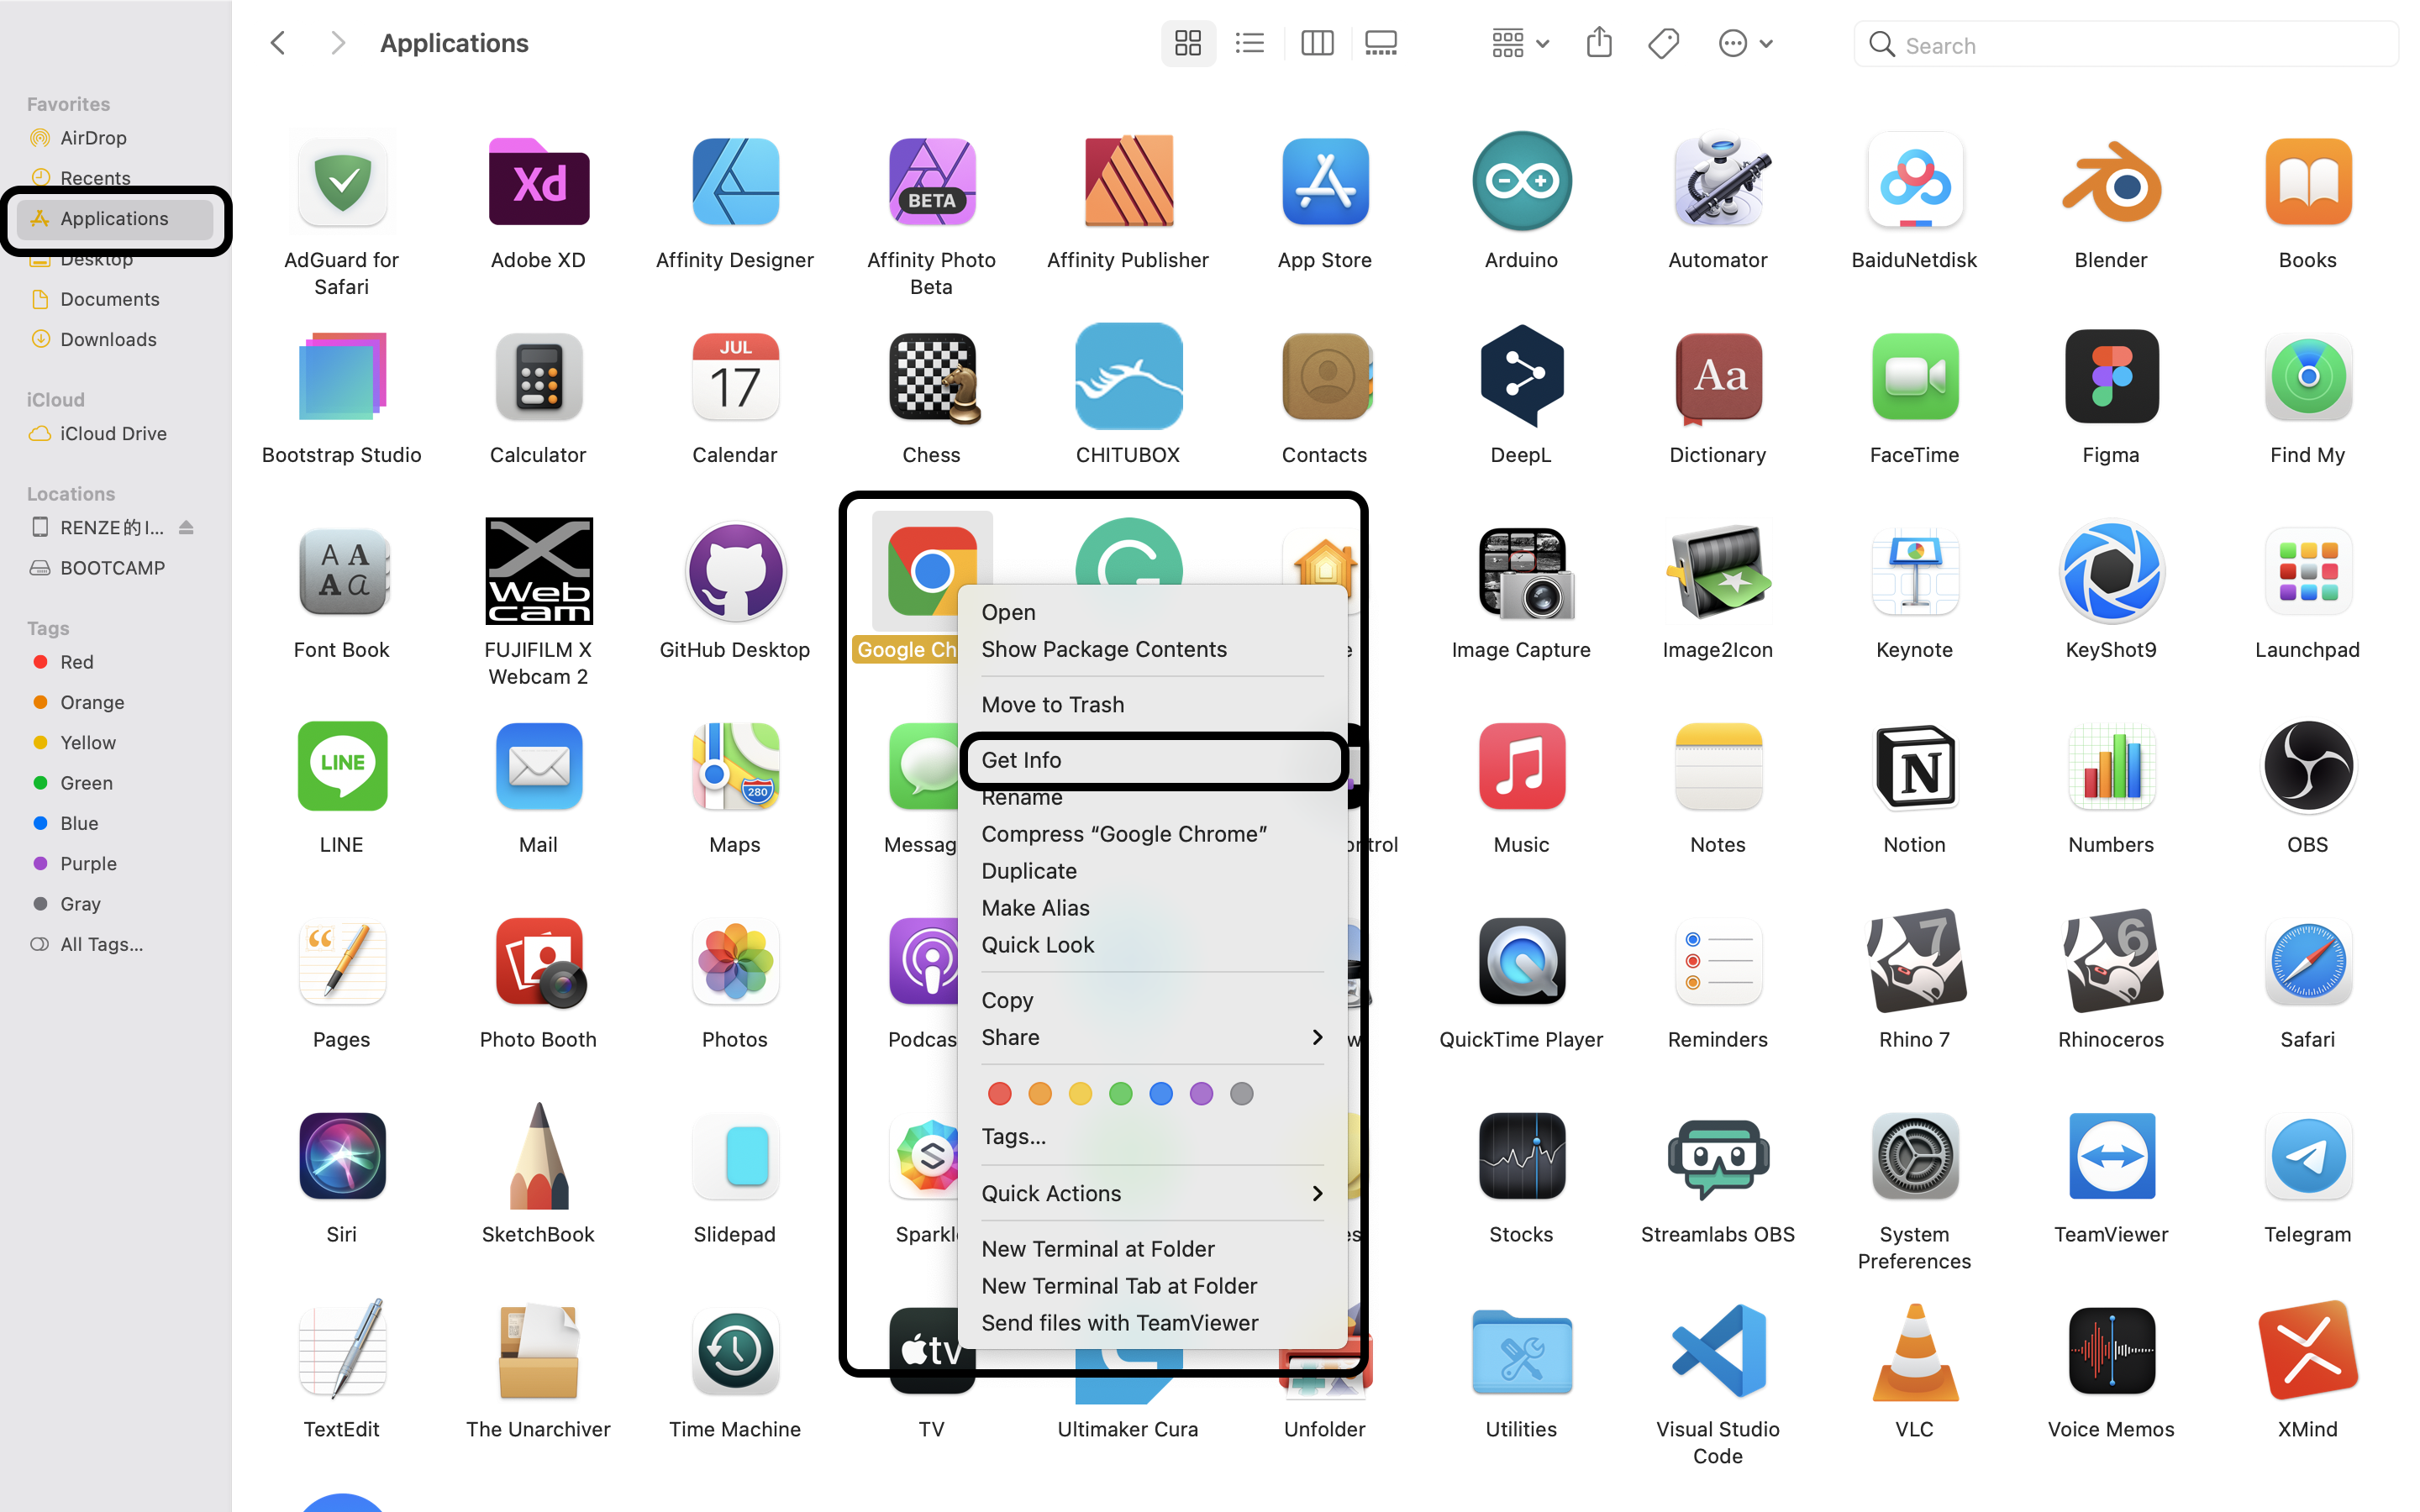 Applications
Search
Favorites
AirDrop
Recents
Applications
Desktop
Documents
Downloads
iCloud
iCloud Drive
Locations
RENZE的 I...
BOOTCAMP
Tags
Red
Orange
Yellow
Green
Blue
Purple
Gray
All Tags...
Xd
BETA
AdGuard for
Safari
Adobe XD
Affinity Designer
Affinity Photo
Beta
Affinity Publisher
App Store
Arduino
Automator
BaiduNetdisk
Blender
Books
JUL
17
Aa
Bootstrap Studio
Calculator
Calendar
Chess
CHITUBOX
Contacts
DeepL
Dictionary
FaceTime
Figma
Find My
A A
A a
Web
cam
Font Book
FUJIFILM X
Webcam 2
GitHub Desktop
Google Ch
Image Capture
Image2Icon
Keynote
KeyShot9
Launchpad
Open
Show Package Contents
Move to Trash
Get Info
Rename
Compress “Google Chrome”
Duplicate
Make Alias
Quick Look
Copy
Share
Tags...
Quick Actions
New Terminal at Folder
New Terminal Tab at Folder
Send files with TeamViewer
LINE
280
N
LINE
Mail
Maps
Messag
ontrol
Music
Notes
Notion
Numbers
OBS
7
6
Pages
Photo Booth
Photos
Podcas
QuickTime Player
Reminders
Rhino 7
Rhinoceros
Safari
Siri
SketchBook
Slidepad
Sparkl
Stocks
Streamlabs OBS
System
Preferences
TeamViewer
Telegram
tv
TextEdit
The Unarchiver
Time Machine
TV
Ultimaker Cura
Unfolder
Utilities
Visual Studio
Code
VLC
Voice Memos
XMind